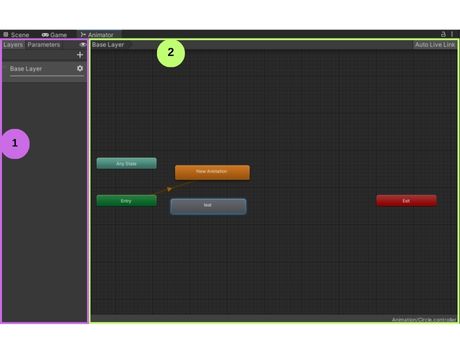 Scene Game Animator
Layers Parameters
Base Layer
Auto Live Link
2
Base Layer
1
Any State
New Animation
Entry
test
Exit
Animation/Circle.controller